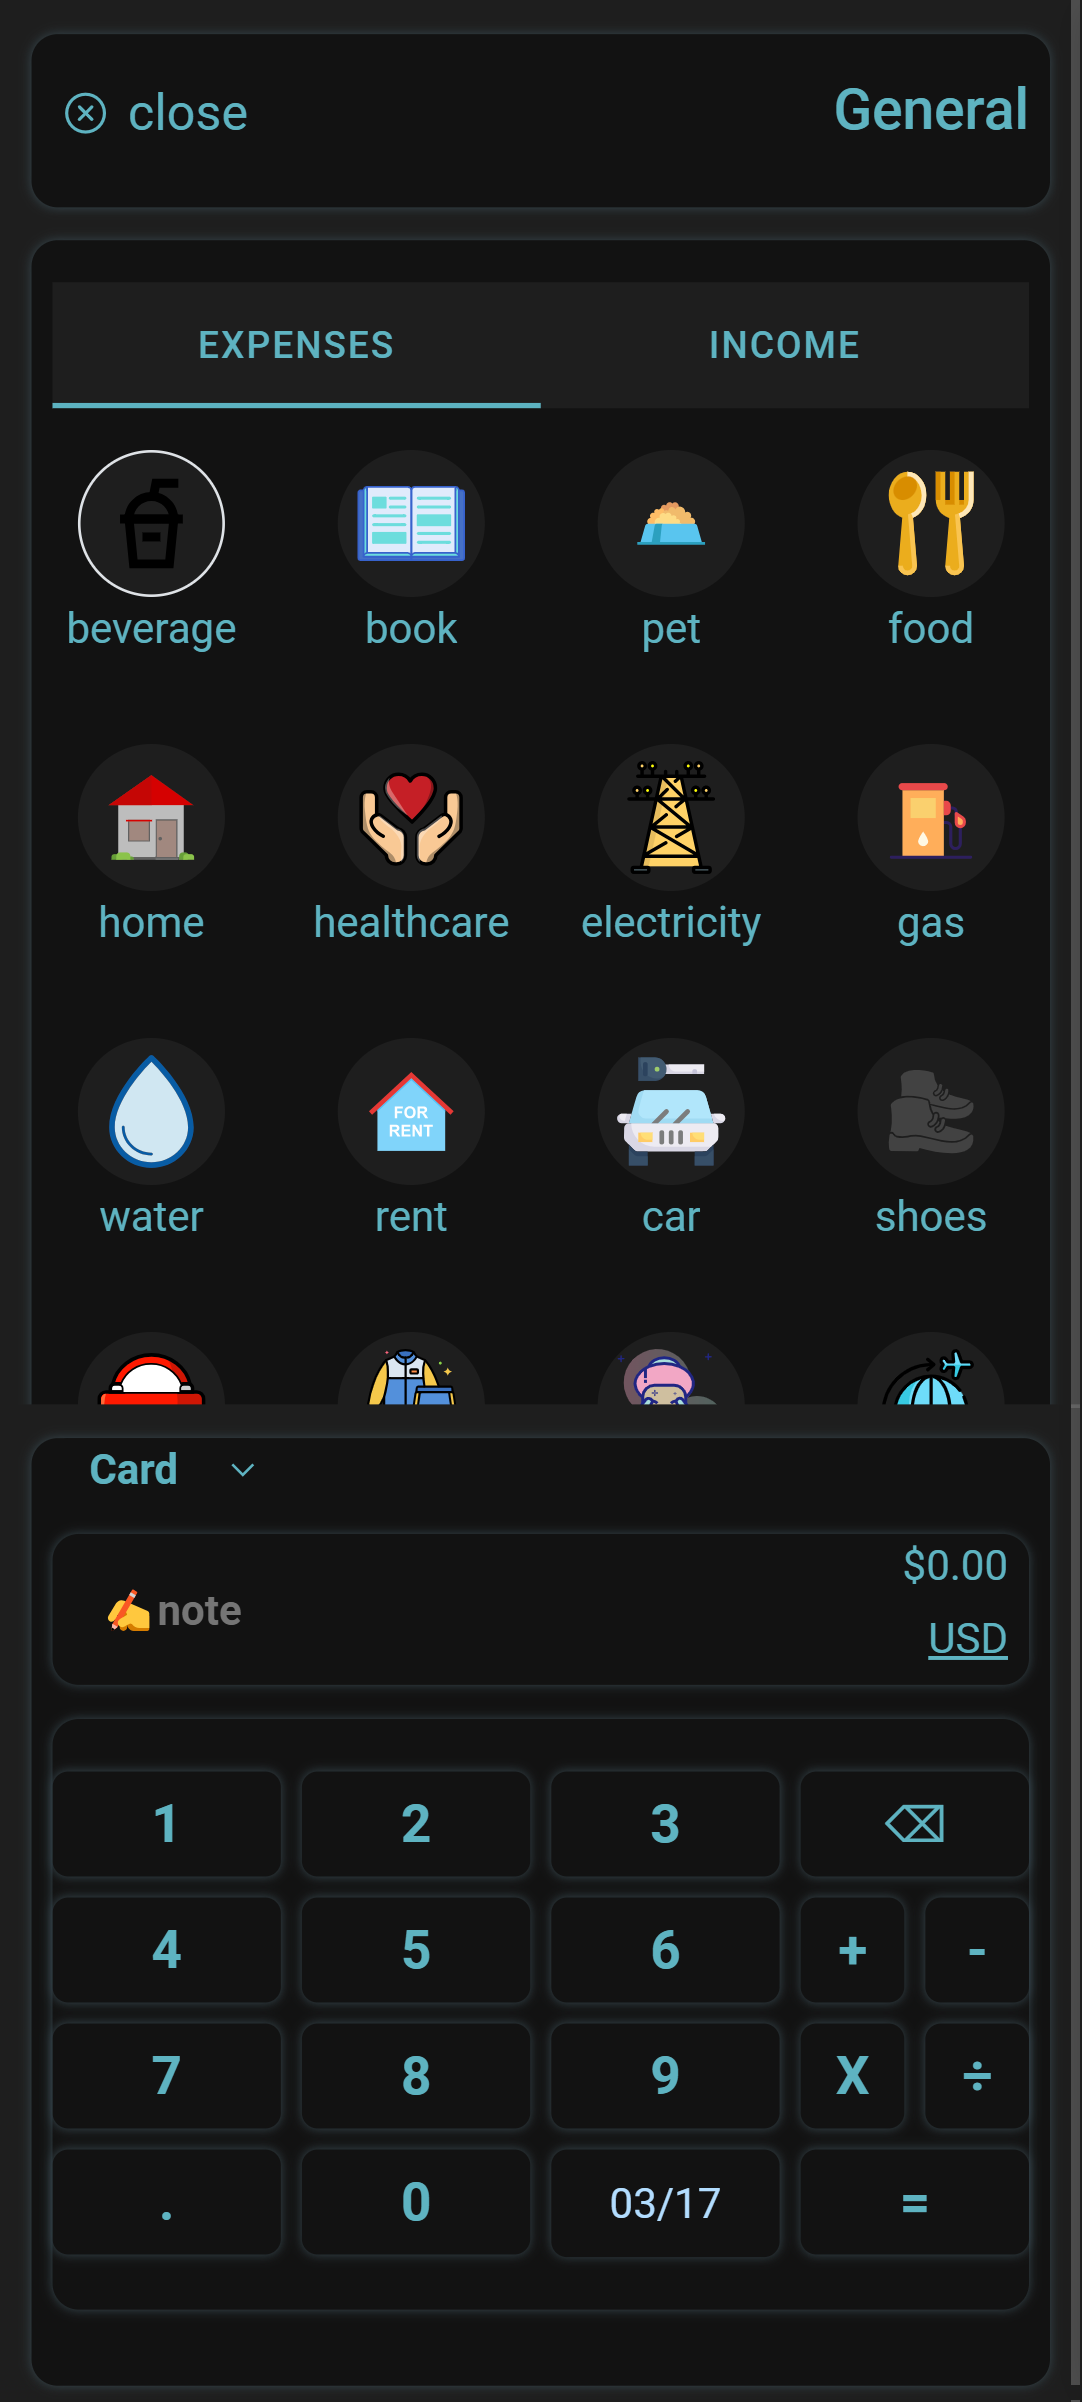 close
General
EXPENSES
INCOME
beverage
book
pet
food
home
healthcare
electricity
gas
FOR
RENT
water
rent
car
shoes
Card
✍️note
$0.00
USD
1
2
3
⌫
4
5
6
+
-
7
8
9
X
÷
.
0
03/17
=